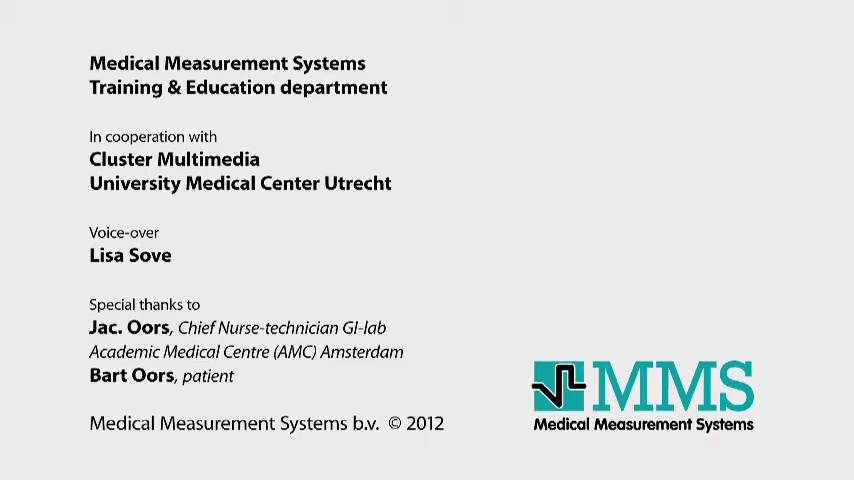 Medical Measurement Systems
Training & Education department
In cooperation with
Cluster Multimedia
University Medical Center Utrecht
Voice-over
Lisa Sove
Special thanks to
Jac. Oors, Chief Nurse-technician GI-lab
Academic Medical Centre (AMC) Amsterdam
Bart Oors, patient
Medical Measurement Systems b.v. © 2012
MMS
Medical Measurement Systems